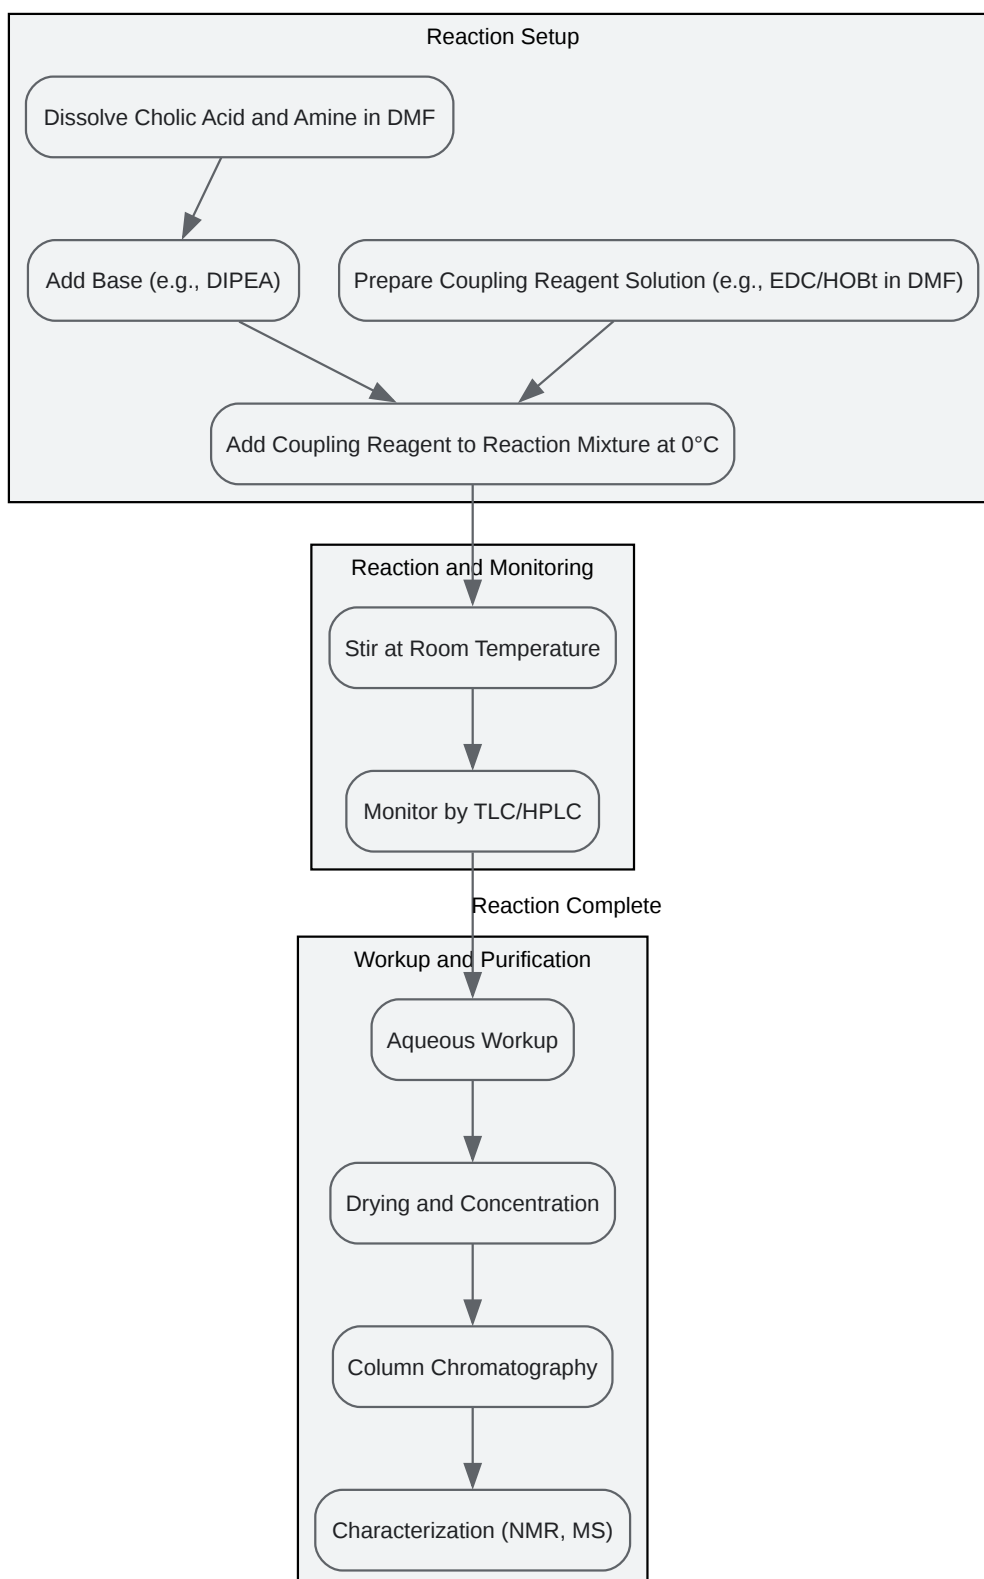 Reaction Setup
Dissolve Cholic Acid and Amine in DMF
Add Base (e.g., DIPEA)
Prepare Coupling Reagent Solution (e.g., EDC/HOBt in DMF)
Add Coupling Reagent to Reaction Mixture at 0°C
Reaction and Monitoring
Stir at Room Temperature
Monitor by TLC/HPLC
Reaction Complete
Workup and Purification
Aqueous Workup
Drying and Concentration
Column Chromatography
Characterization (NMR, MS)